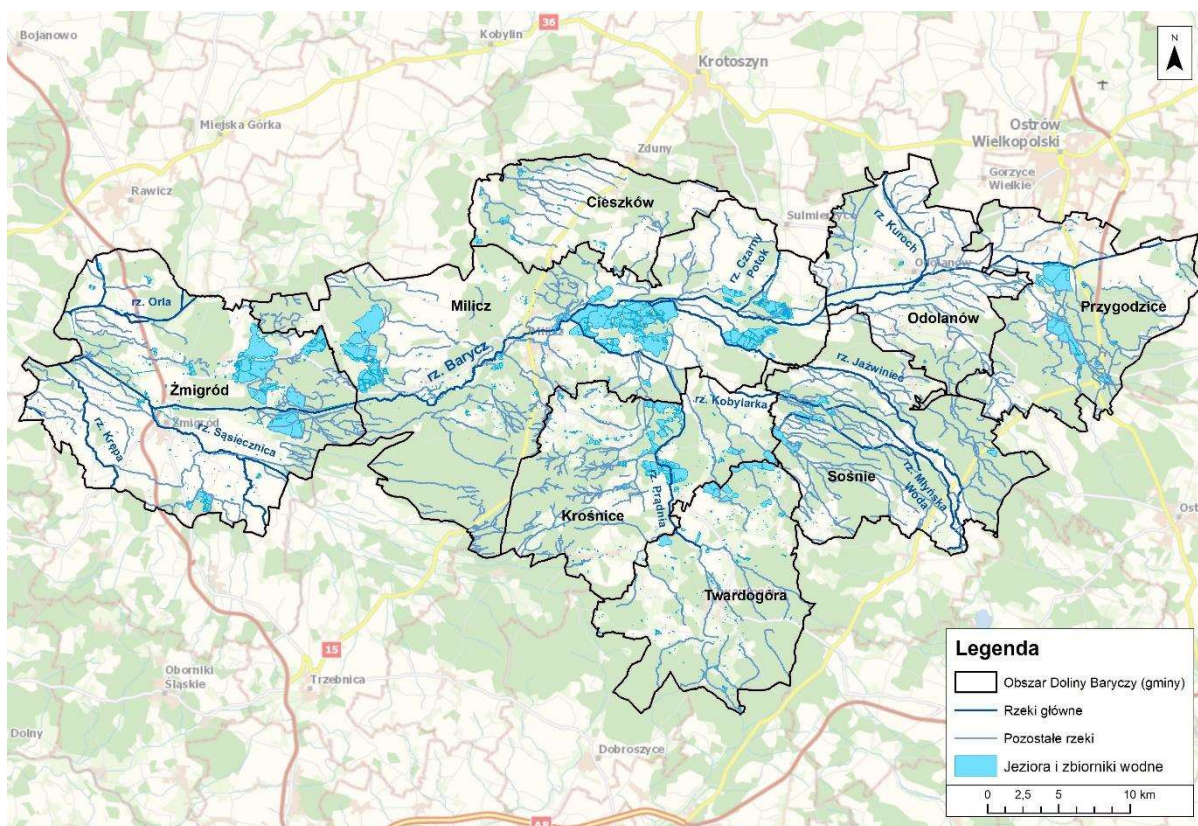 Bojanowo
36
Kobylin
N
Krotoszyn
Miejska Górka
Ostrów
Wielkopolski
Zduny
Gorzyce
Wielkie
Rawicz
Cieszków
Sulmierzyce
rz. Kuroch
rz. Czarny
Potok
Odolanów
rz. Orla
Milicz
Przygodzice
Odolanów
rz. Barycz
rz. Jaźwiniec
Żmigród
rz. Kobylarka
Żmigród
rz. Sąsiecznica
rz. Krępa
Sośnie
rz. Młyńska
Woda
rz. Prądnia
Krośnice
Ost
Twardogóra
15
Oborniki
Śląskie
Trzebnica
Dolny
Dobroszyce
Legenda
Obszar Doliny Baryczy (gminy)
Rzeki główne
Pozostałe rzeki
Jeziora i zbiorniki wodne
0 2,5 5 10 km